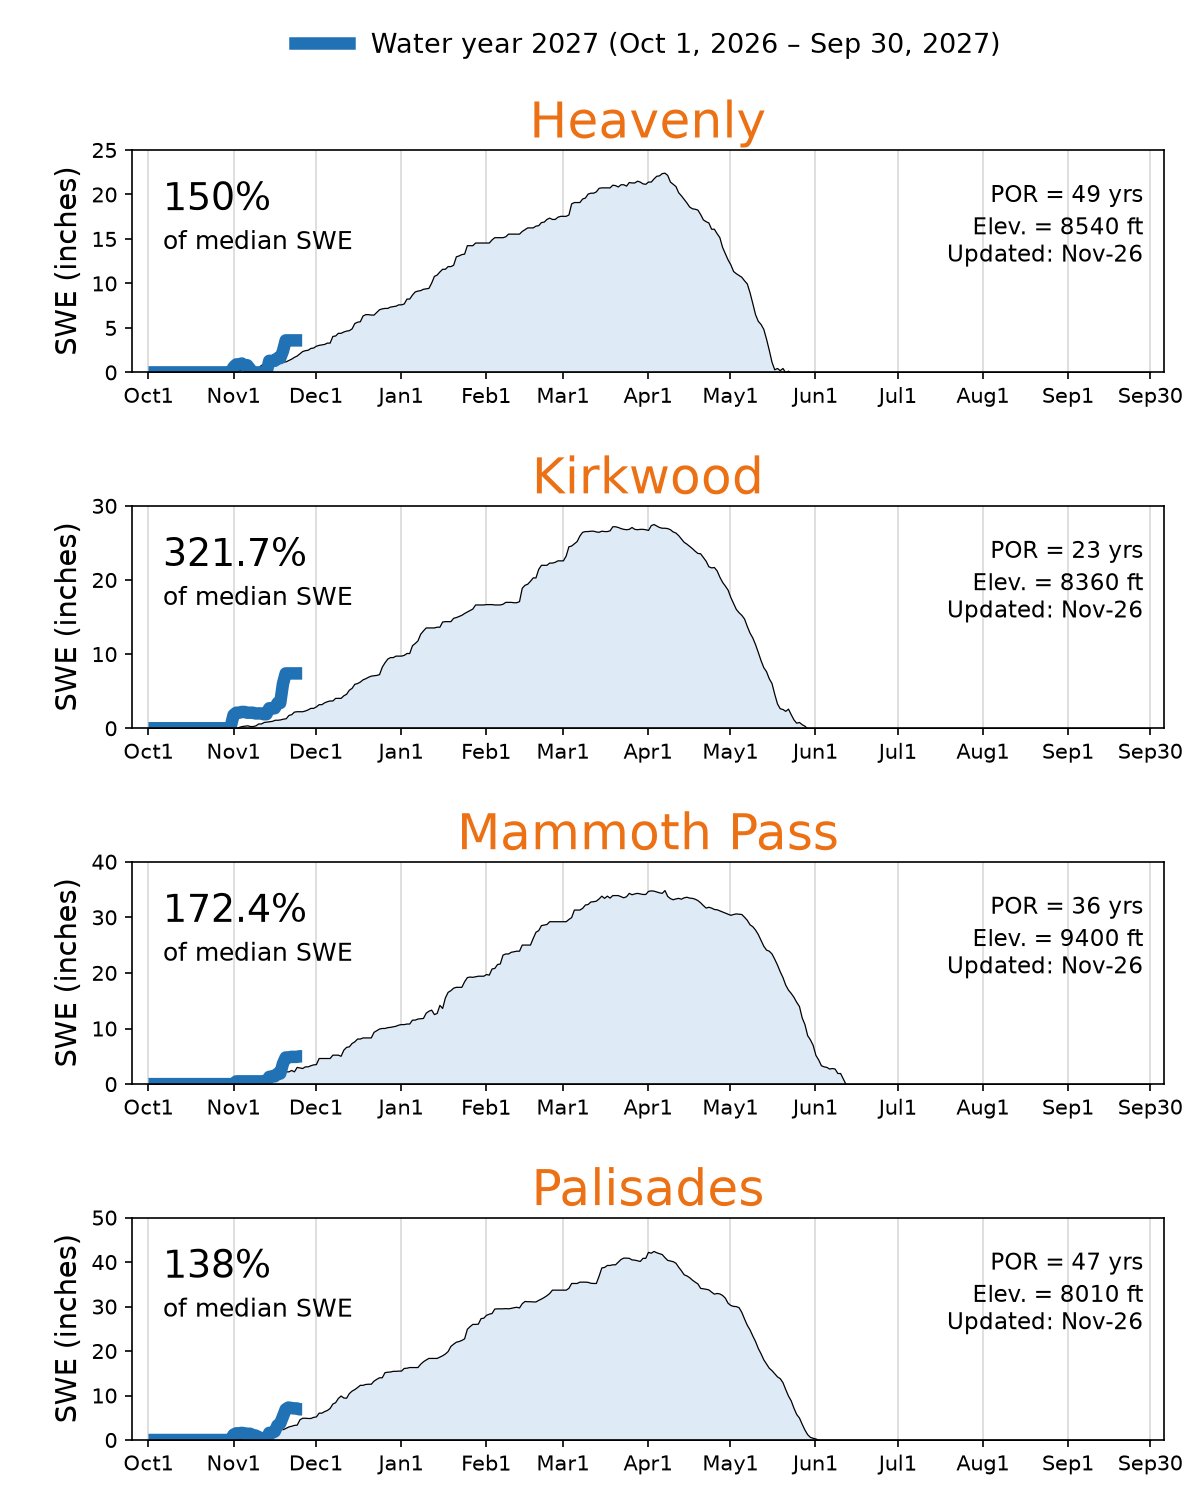 Water year 2027 (Oct 1, 2026 – Sep 30, 2027)
Heavenly
SWE (inches)
25
20
15
10
5
0
150%
of median SWE
POR = 49 yrs
Elev. = 8540 ft
Updated: Nov-26
Oct1 Nov1 Dec1 Jan1 Feb1 Mar1 Apr1 May1 Jun1 Jul1 Aug1 Sep1 Sep30
Kirkwood
SWE (inches)
30
20
10
0
321.7%
of median SWE
POR = 23 yrs
Elev. = 8360 ft
Updated: Nov-26
Oct1 Nov1 Dec1 Jan1 Feb1 Mar1 Apr1 May1 Jun1 Jul1 Aug1 Sep1 Sep30
Mammoth Pass
SWE (inches)
40
30
20
10
0
172.4%
of median SWE
POR = 36 yrs
Elev. = 9400 ft
Updated: Nov-26
Oct1 Nov1 Dec1 Jan1 Feb1 Mar1 Apr1 May1 Jun1 Jul1 Aug1 Sep1 Sep30
Palisades
SWE (inches)
50
40
30
20
10
0
138%
of median SWE
POR = 47 yrs
Elev. = 8010 ft
Updated: Nov-26
Oct1 Nov1 Dec1 Jan1 Feb1 Mar1 Apr1 May1 Jun1 Jul1 Aug1 Sep1 Sep30